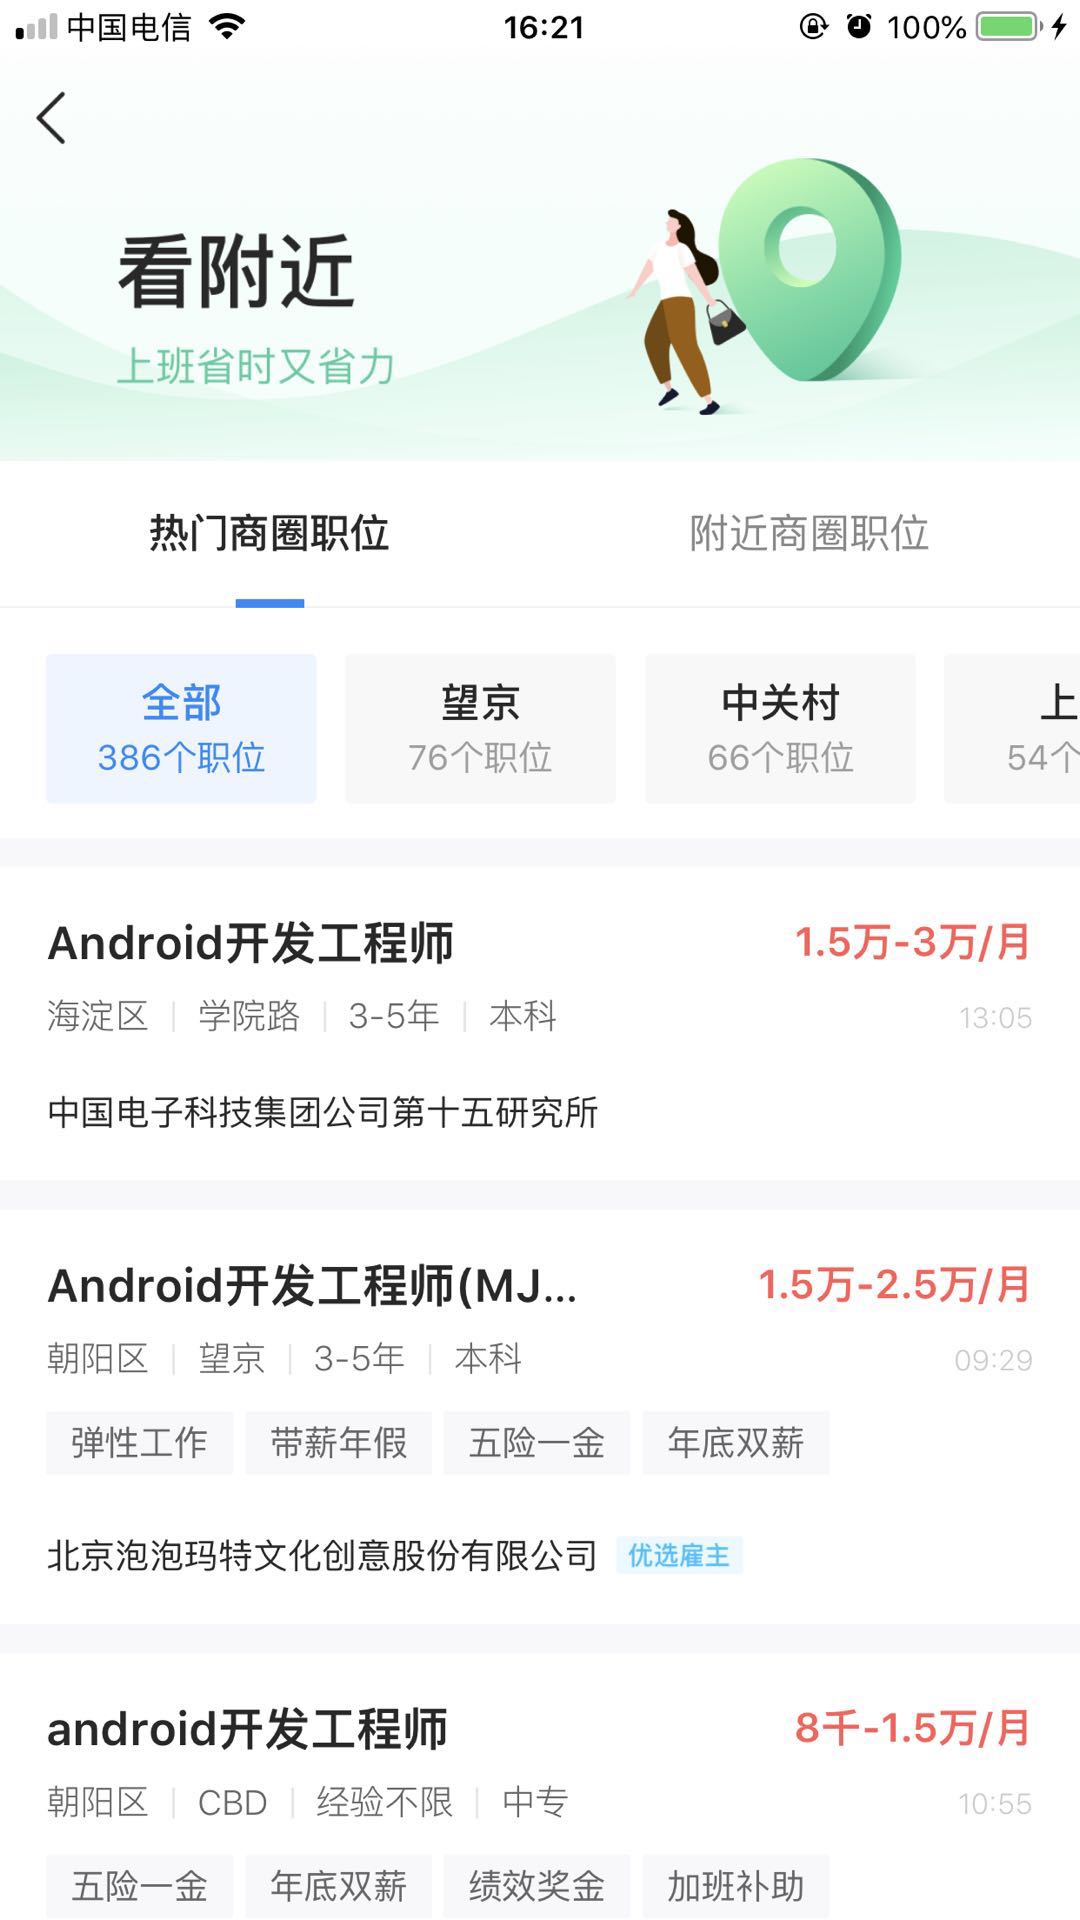 中国电信 16:21 100%
看附近
上班省时又省力
热门商圈职位 附近商圈职位
全部 望京 中关村 上
386个职位 76个职位 66个职位 54个
Android开发工程师 1.5万-3万/月
海淀区 学院路 3-5年 本科 13:05
中国电子科技集团公司第十五研究所
Android开发工程师(MJ... 1.5万-2.5万/月
朝阳区 望京 3-5年 本科 09:29
弹性工作 带薪年假 五险一金 年底双薪
北京泡泡玛特文化创意股份有限公司 优选雇主
android开发工程师 8千-1.5万/月
朝阳区 CBD 经验不限 中专 10:55
五险一金 年底双薪 绩效奖金 加班补助